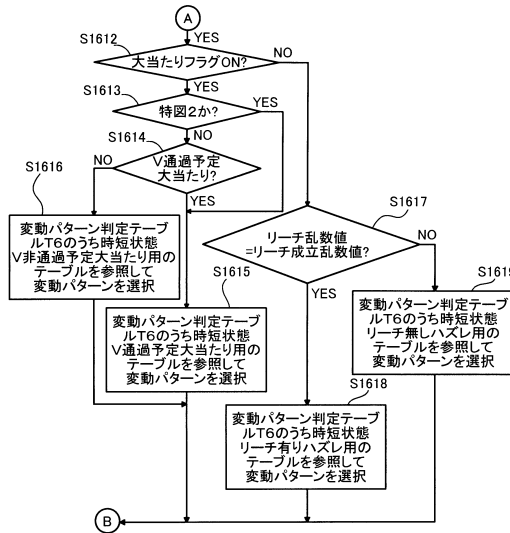 A
YES
S1612
大当たりフラグON?
NO
YES
S1613
特図2か?
YES
NO
S1614
V通過予定
大当たり?
NO
YES
S1616
変動パターン判定テーブ
ルT6のうち時短状態
V非通過予定大当たり用の
テーブルを参照して
変動パターンを選択
S1615
変動パターン判定テーブ
ルT6のうち時短状態
V通過予定大当たり用の
テーブルを参照して
変動パターンを選択
S1617
リーチ乱数値
=リーチ成立乱数値?
NO
YES
S1619
変動パターン判定テーブ
ルT6のうち時短状態
リーチ無しハズレ用の
テーブルを参照して
変動パターンを選択
S1618
変動パターン判定テーブ
ルT6のうち時短状態
リーチ有りハズレ用の
テーブルを参照して
変動パターンを選択
B